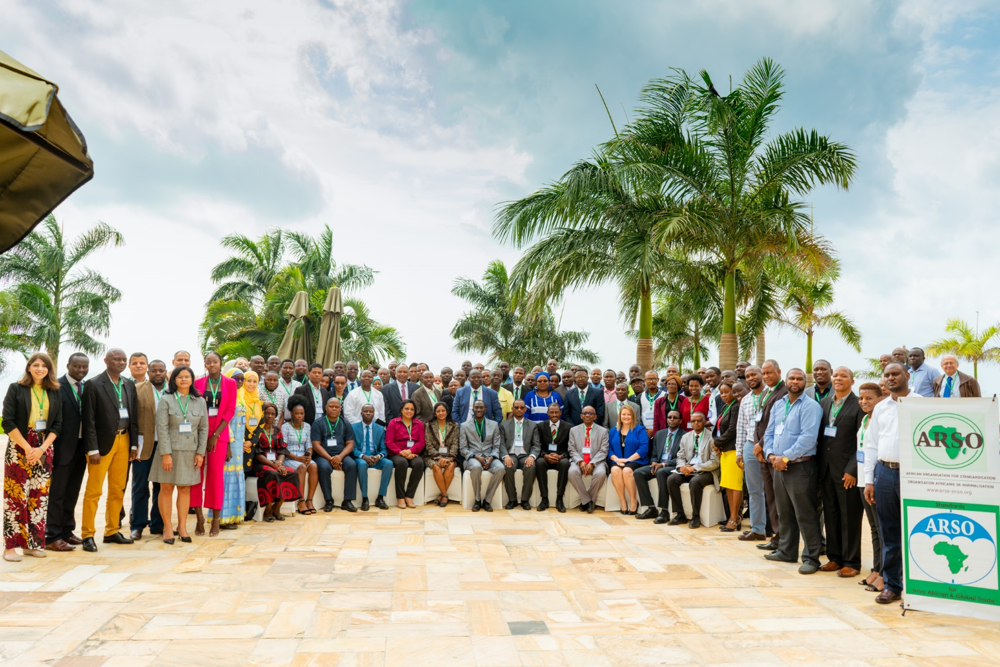 ARSO
AFRICAN ORGANISATION FOR STANDARDISATION
ORGANISATION AFRICAINE DE NORMALISATION
www.arso-oran.org
Standards
ARSO
for
Intra African & Global Trade